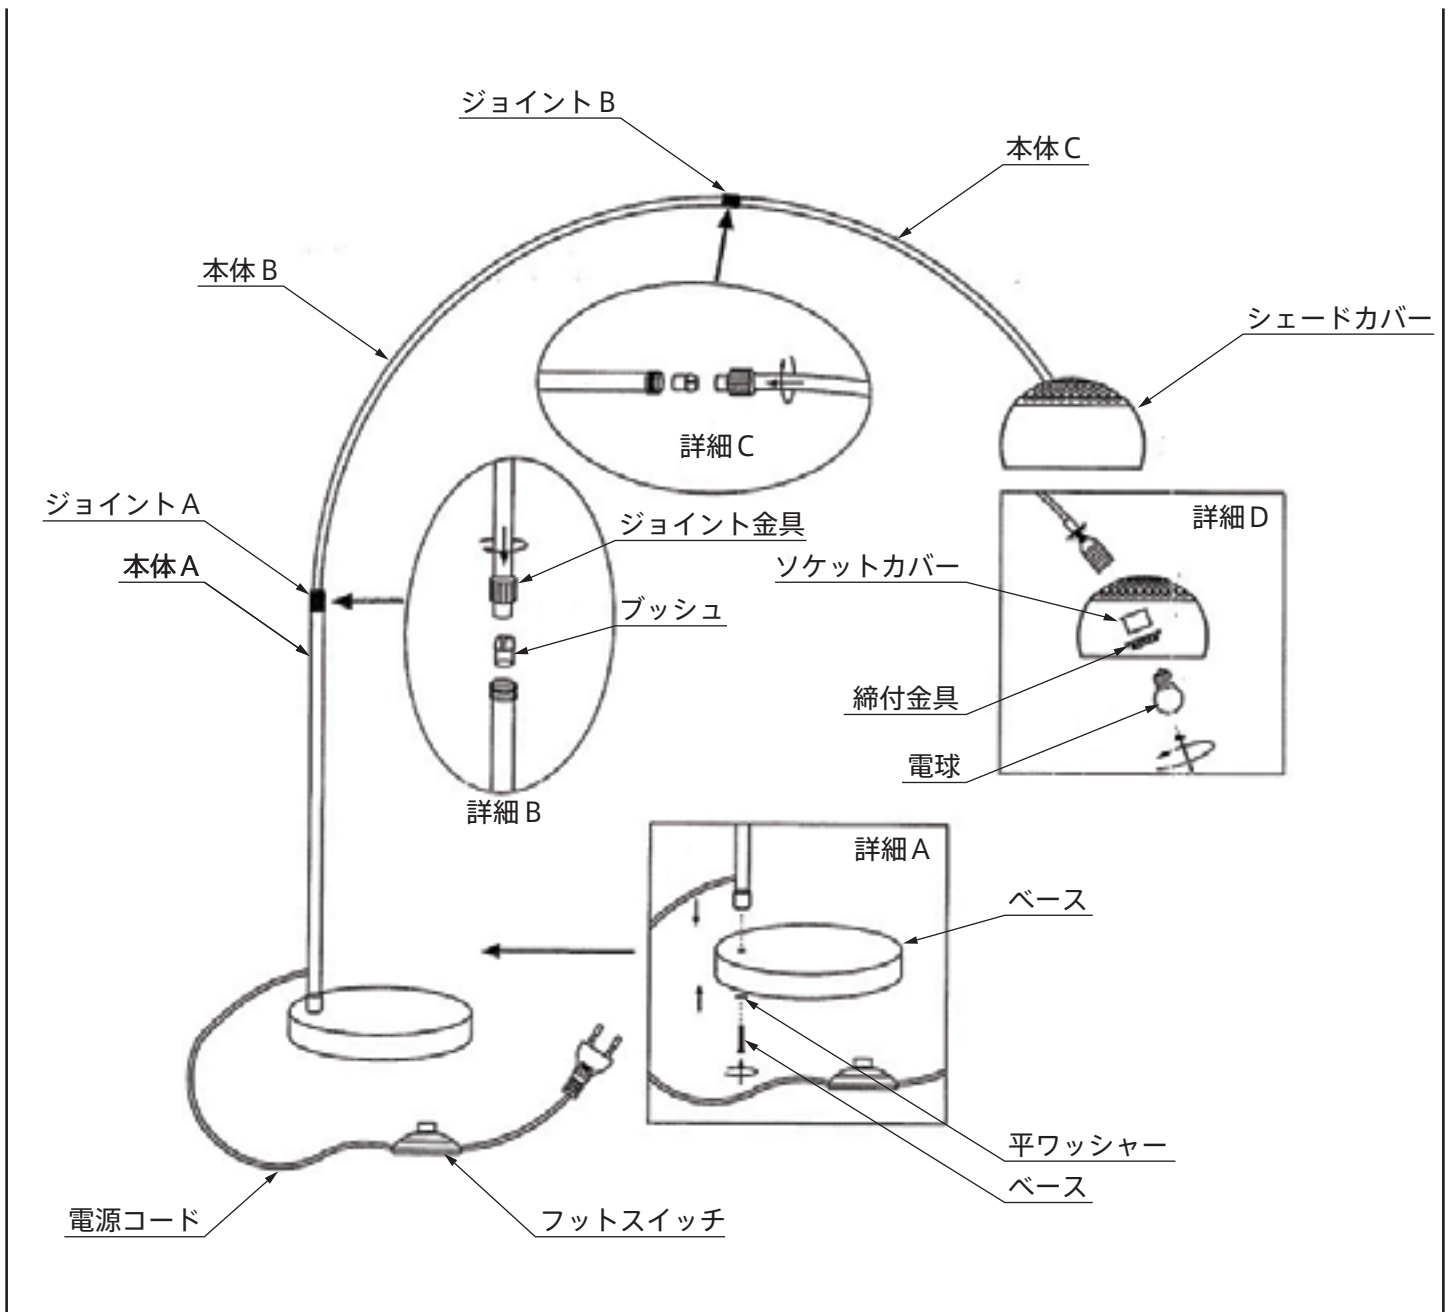 ジョイントB
本体C
本体B
シェードカバー
詳細C
ジョイントA
ジョイント金具
詳細D
本体A
ソケットカバー
ブッシュ
締付金具
電球
詳細B
詳細A
ベース
平ワッシャー
ベース
電源コード
フットスイッチ